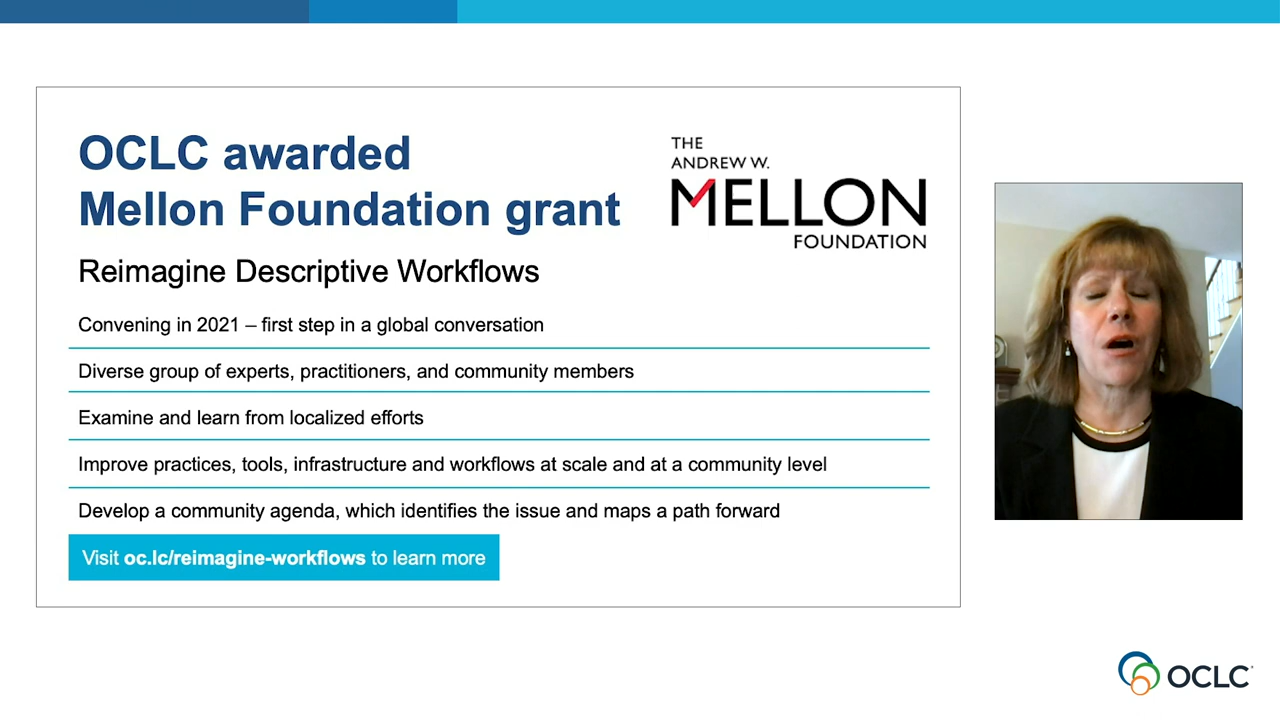 OCLC awarded
Mellon Foundation grant
THE
ANDREW W.
MELLON
FOUNDATION
Reimagine Descriptive Workflows
Convening in 2021 – first step in a global conversation
Diverse group of experts, practitioners, and community members
Examine and learn from localized efforts
Improve practices, tools, infrastructure and workflows at scale and at a community level
Develop a community agenda, which identifies the issue and maps a path forward
Visit oc.lc/reimagine-workflows to learn more
OCLC